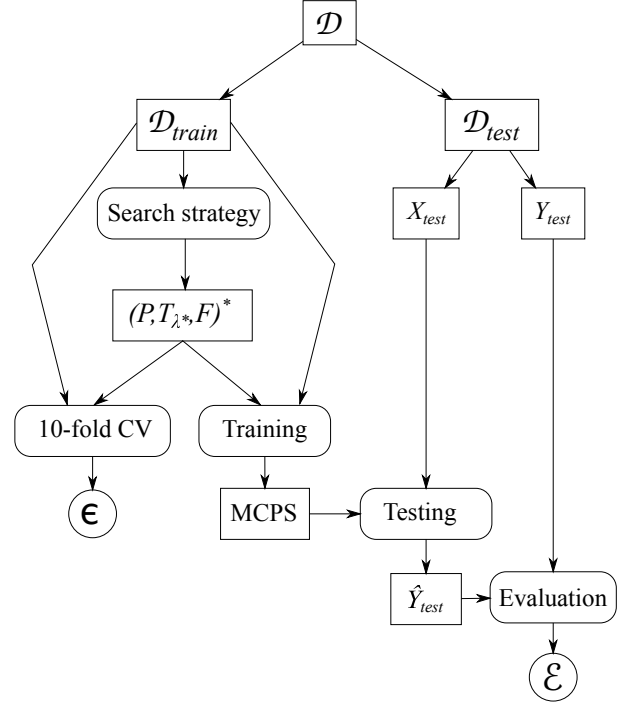 𝒟
𝒟train
𝒟test
Search strategy
Xtest
Ytest
(P,Tλ*,F)*
10-fold CV
Training
ϵ
MCPS
Testing
Ŷtest
Evaluation
ℰ